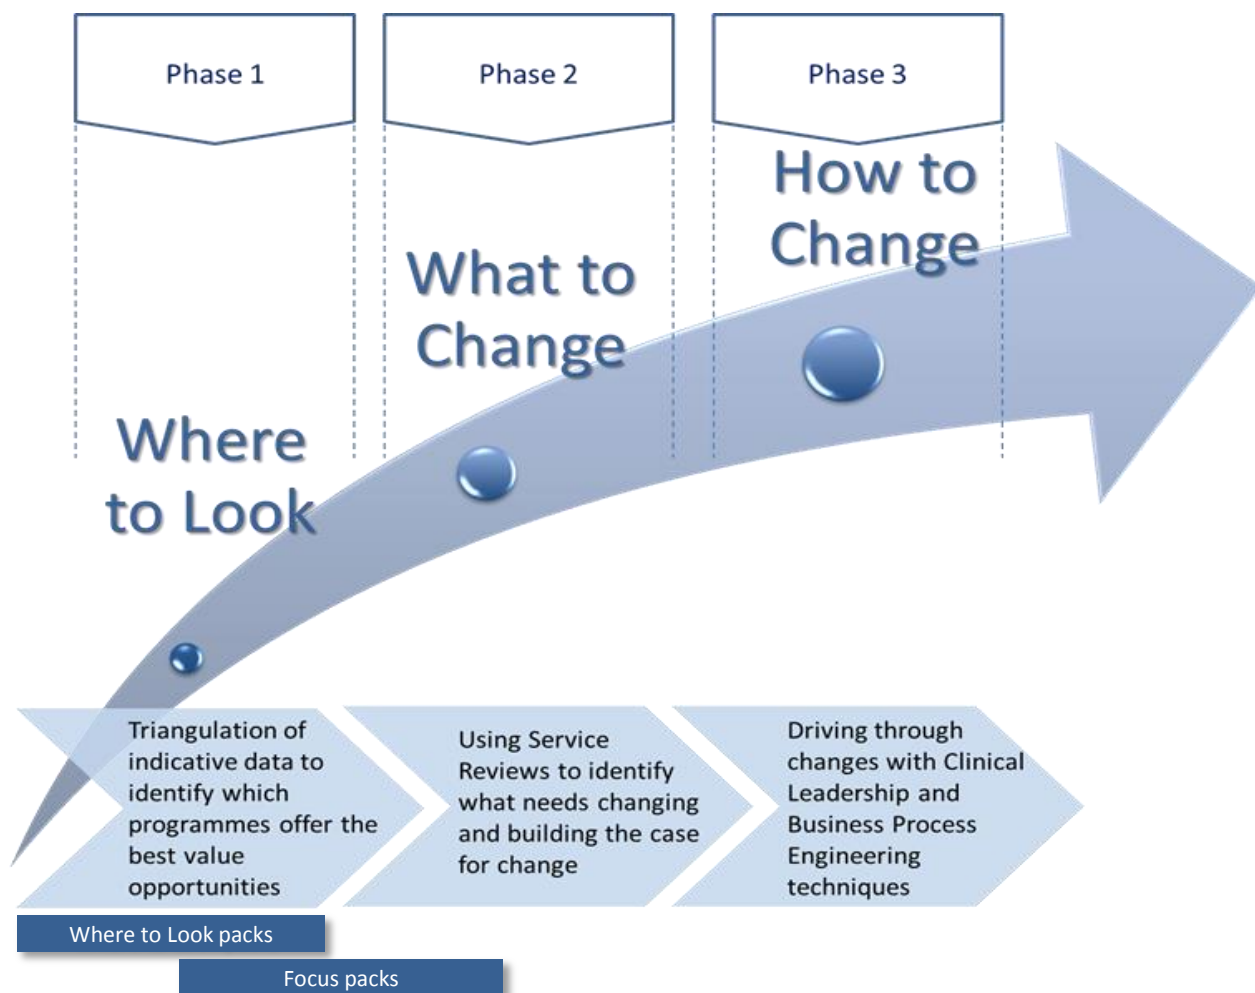 Phase 1
Phase 2
Phase 3
How to
Change
What to
Change
Where
to Look
Triangulation of
indicative data to
identify which
programmes offer the
best value
opportunities
Using Service
Reviews to identify
what needs changing
and building the case
for change
Driving through
changes with Clinical
Leadership and
Business Process
Engineering
techniques
Where to Look packs
Focus packs